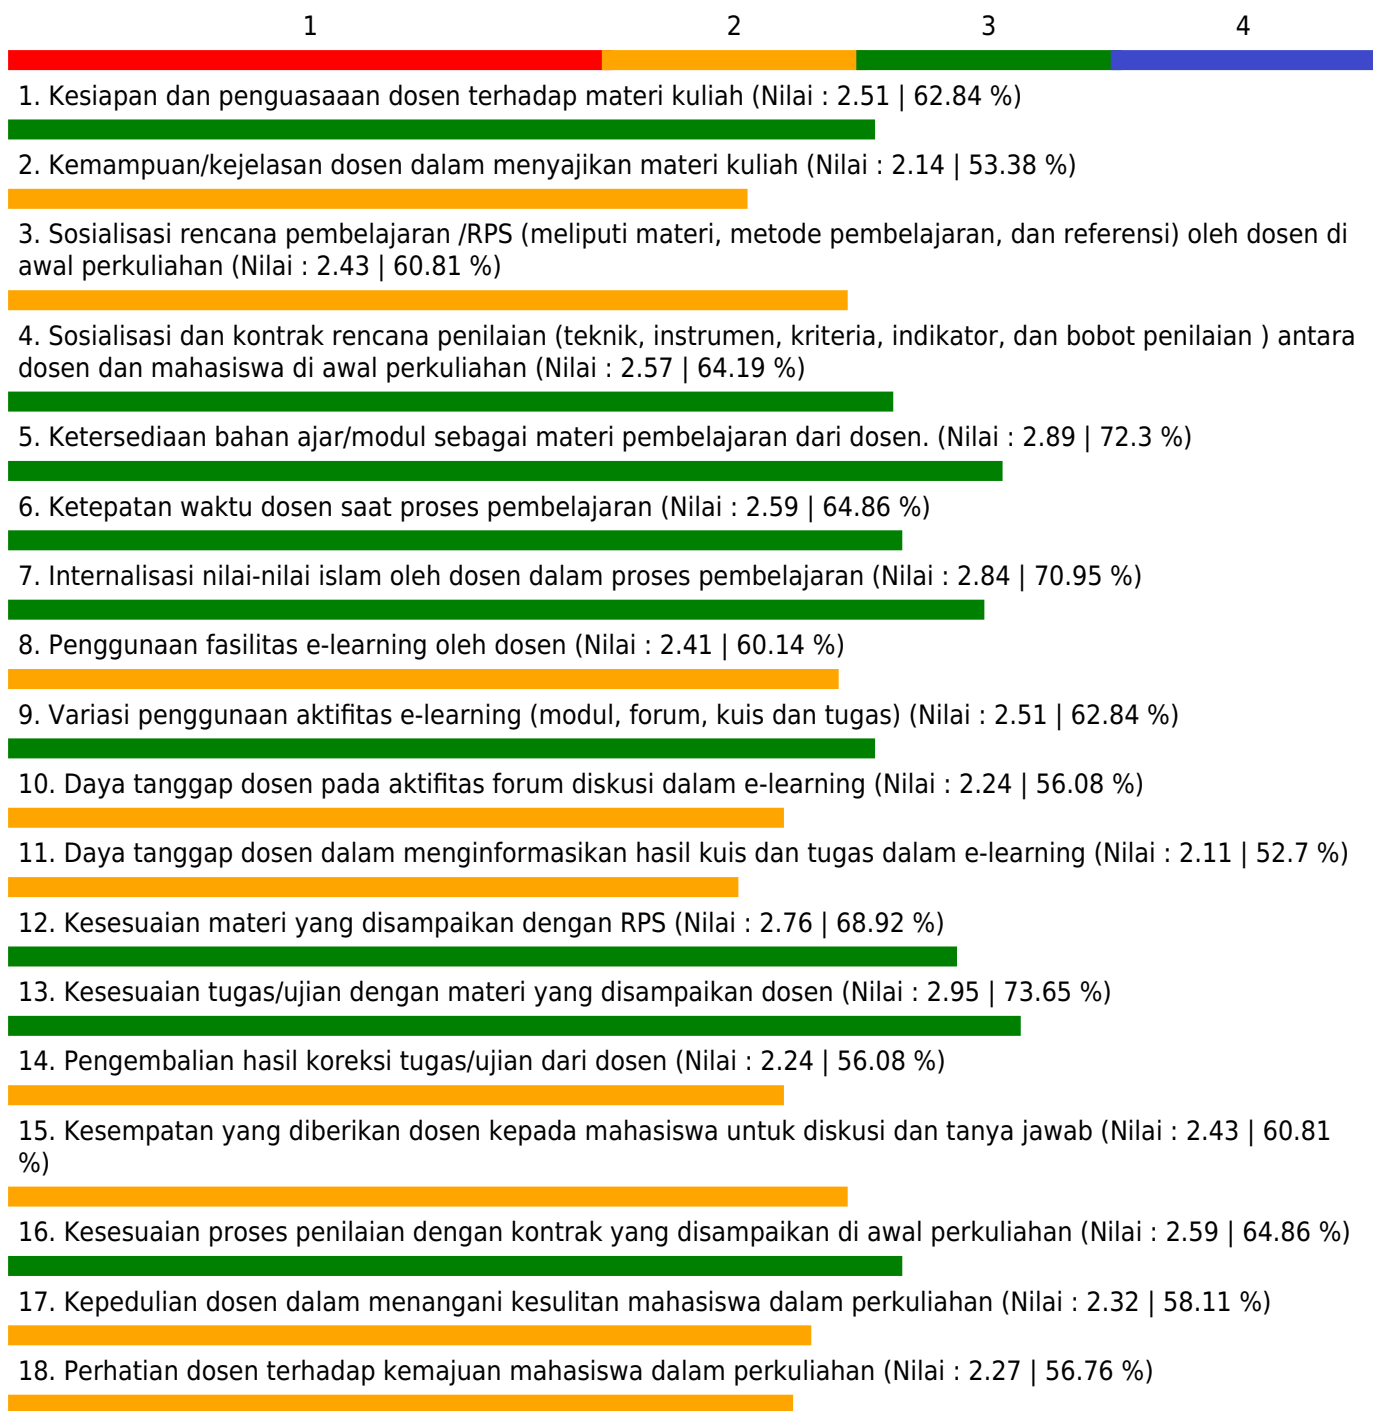 1 2 3 4
1. Kesiapan dan penguasaaan dosen terhadap materi kuliah (Nilai : 2.51 | 62.84 %)
2. Kemampuan/kejelasan dosen dalam menyajikan materi kuliah (Nilai : 2.14 | 53.38 %)
3. Sosialisasi rencana pembelajaran /RPS (meliputi materi, metode pembelajaran, dan referensi) oleh dosen di
awal perkuliahan (Nilai : 2.43 | 60.81 %)
4. Sosialisasi dan kontrak rencana penilaian (teknik, instrumen, kriteria, indikator, dan bobot penilaian ) antara
dosen dan mahasiswa di awal perkuliahan (Nilai : 2.57 | 64.19 %)
5. Ketersediaan bahan ajar/modul sebagai materi pembelajaran dari dosen. (Nilai : 2.89 | 72.3 %)
6. Ketepatan waktu dosen saat proses pembelajaran (Nilai : 2.59 | 64.86 %)
7. Internalisasi nilai-nilai islam oleh dosen dalam proses pembelajaran (Nilai : 2.84 | 70.95 %)
8. Penggunaan fasilitas e-learning oleh dosen (Nilai : 2.41 | 60.14 %)
9. Variasi penggunaan aktifitas e-learning (modul, forum, kuis dan tugas) (Nilai : 2.51 | 62.84 %)
10. Daya tanggap dosen pada aktifitas forum diskusi dalam e-learning (Nilai : 2.24 | 56.08 %)
11. Daya tanggap dosen dalam menginformasikan hasil kuis dan tugas dalam e-learning (Nilai : 2.11 | 52.7 %)
12. Kesesuaian materi yang disampaikan dengan RPS (Nilai : 2.76 | 68.92 %)
13. Kesesuaian tugas/ujian dengan materi yang disampaikan dosen (Nilai : 2.95 | 73.65 %)
14. Pengembalian hasil koreksi tugas/ujian dari dosen (Nilai : 2.24 | 56.08 %)
15. Kesempatan yang diberikan dosen kepada mahasiswa untuk diskusi dan tanya jawab (Nilai : 2.43 | 60.81
%)
16. Kesesuaian proses penilaian dengan kontrak yang disampaikan di awal perkuliahan (Nilai : 2.59 | 64.86 %)
17. Kepedulian dosen dalam menangani kesulitan mahasiswa dalam perkuliahan (Nilai : 2.32 | 58.11 %)
18. Perhatian dosen terhadap kemajuan mahasiswa dalam perkuliahan (Nilai : 2.27 | 56.76 %)